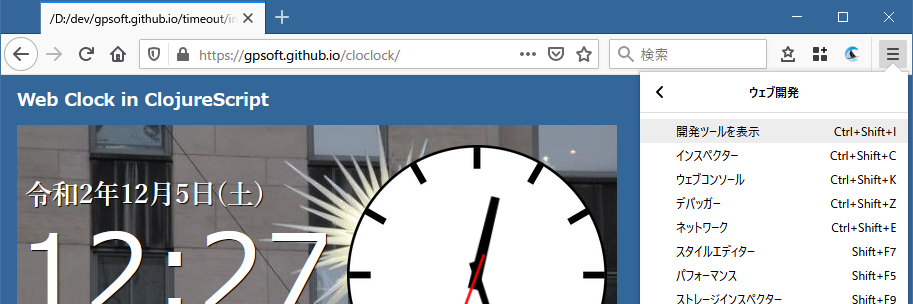 /D:/dev/gpsoft.github.io/timeout/in
https://gpsoft.github.io/cloclock/
検索
Web Clock in ClojureScript
令和2年12月5日(土)
12:27
ウェブ開発
開発ツールを表示 Ctrl+Shift+I
インスペクター Ctrl+Shift+C
ウェブコンソール Ctrl+Shift+K
デバッガー Ctrl+Shift+Z
ネットワーク Ctrl+Shift+E
スタイルエディター Shift+F7
パフォーマンス Shift+F5
ストレージインスペクター Shift+F9